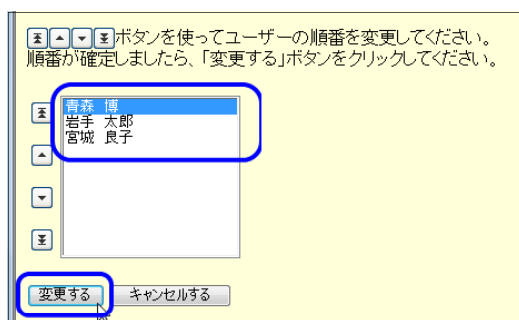 ボタンを使ってユーザーの順番を変更してください。
順番が確定しましたら、「変更する」ボタンをクリックしてください。
青森 博
岩手 太郎
宮城 良子
変更する
キャンセルする